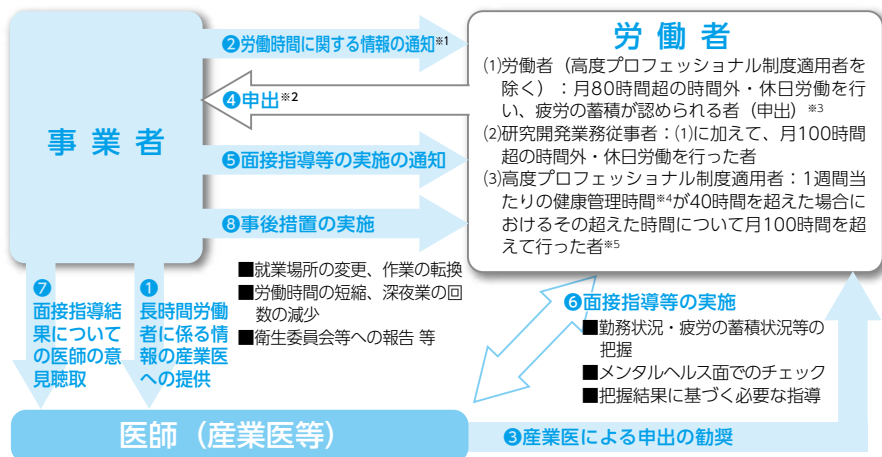 事業者
❷労働時間に関する情報の通知※1
❹申出※2
❺面接指導等の実施の通知
❽事後措置の実施
■就業場所の変更、作業の転換
■労働時間の短縮、深夜業の回
数の減少
■衛生委員会等への報告 等
労働者
⑴労働者（高度プロフェッショナル制度適用者を
除く）：月80時間超の時間外・休日労働を行
い、疲労の蓄積が認められる者（申出）※3
⑵研究開発業務従事者：⑴に加えて、月100時間
超の時間外・休日労働を行った者
⑶高度プロフェッショナル制度適用者：1週間当
たりの健康管理時間※4が40時間を超えた場合に
おけるその超えた時間について月100時間を超
えて行った者※5
❼
面接指導結
果について
の医師の意
見聴取
❶
長時間労働
者に係る情
報の産業医
への提供
❻面接指導等の実施
■勤務状況・疲労の蓄積状況等の
把握
■メンタルヘルス面でのチェック
■把握結果に基づく必要な指導
医師（産業医等）
❸産業医による申出の勧奨